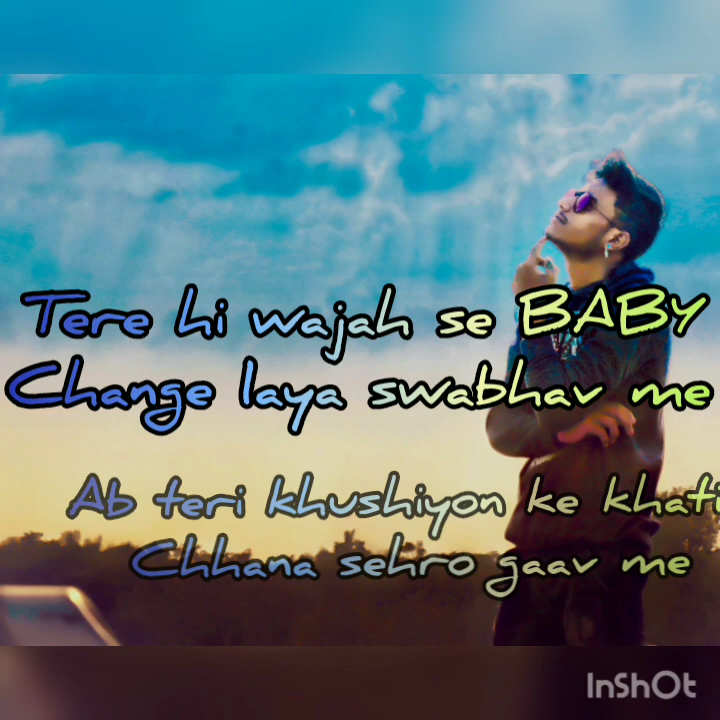 Tere hi wajah se BABY
Change laya swabhav me
Ab teri khushiyon ke khati
Chhana sehro gaav me
InShOt